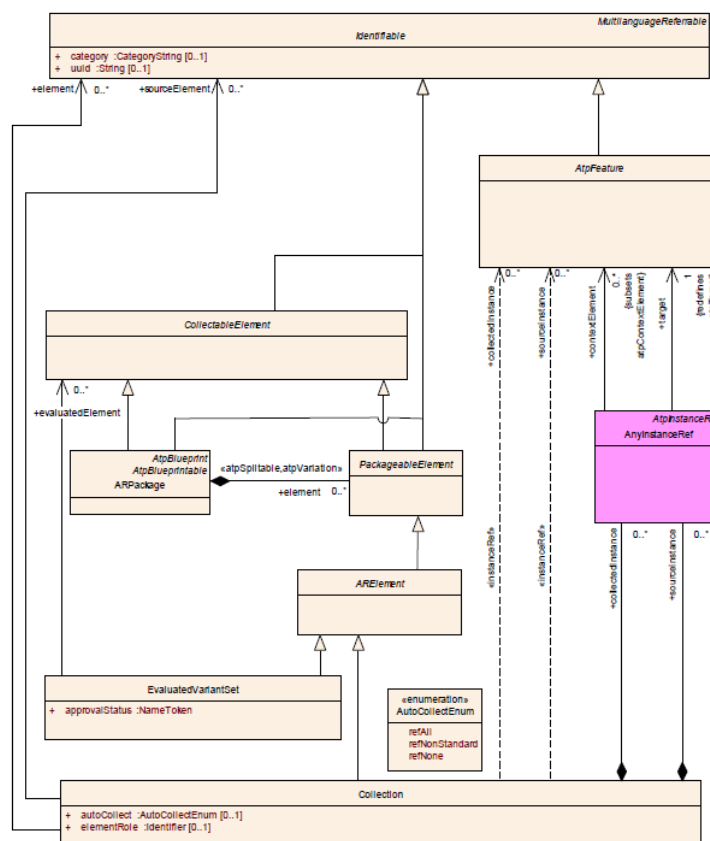 MultilanguageReferrable
Identifiable
+ category :CategoryString [0..1]
+ uuid :String [0..1]
+element
0..*
+sourceElement
0..*
AtpFeature
0..*
0..*
0..*
{subsets
atpContextElement}
1
{redefines
+collectedInstance
+sourceInstance
+contextElement
+target
CollectableElement
0..*
+evaluatedElement
AtpBlueprint
AtpBlueprintable
ARPackage
«atpSplitable,atpVariation»
+element
0..*
PackageableElement
AtpInstanceR
AnyInstanceRef
«instanceRef»
«instanceRef»
0..*
0..*
+collectedInstance
+sourceInstance
ARElement
EvaluatedVariantSet
+ approvalStatus :NameToken
«enumeration»
AutoCollectEnum
refAll
refNonStandard
refNone
Collection
+ autoCollect :AutoCollectEnum [0..1]
+ elementRole :Identifier [0..1]